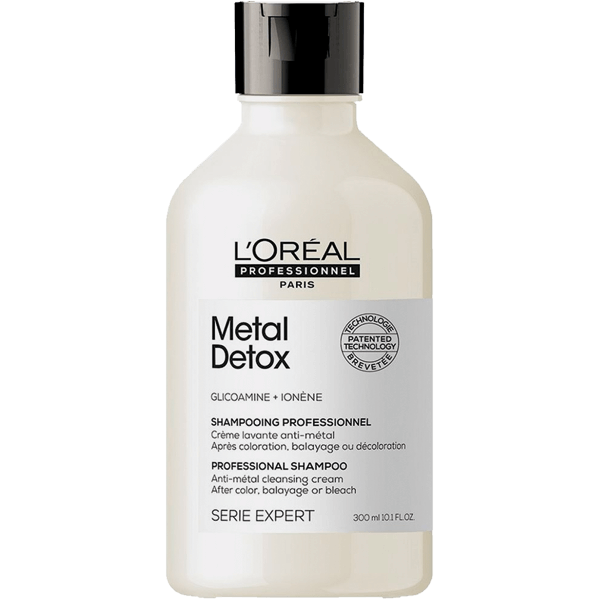 L'ORÉAL
PROFESSIONNEL
PARIS
Metal
Detox
TECHNOLOGIE
PATENTED
TECHNOLOGY
BREVETÉE
GLICOAMINE + IONÈNE
SHAMPOOING PROFESSIONNEL
Crème lavante anti-métal
Après coloration, balayage ou décoloration
PROFESSIONAL SHAMPOO
Anti-métal cleansing cream
After color, balayage or bleach
SERIE EXPERT
300 ml 10.1 FL.OZ.